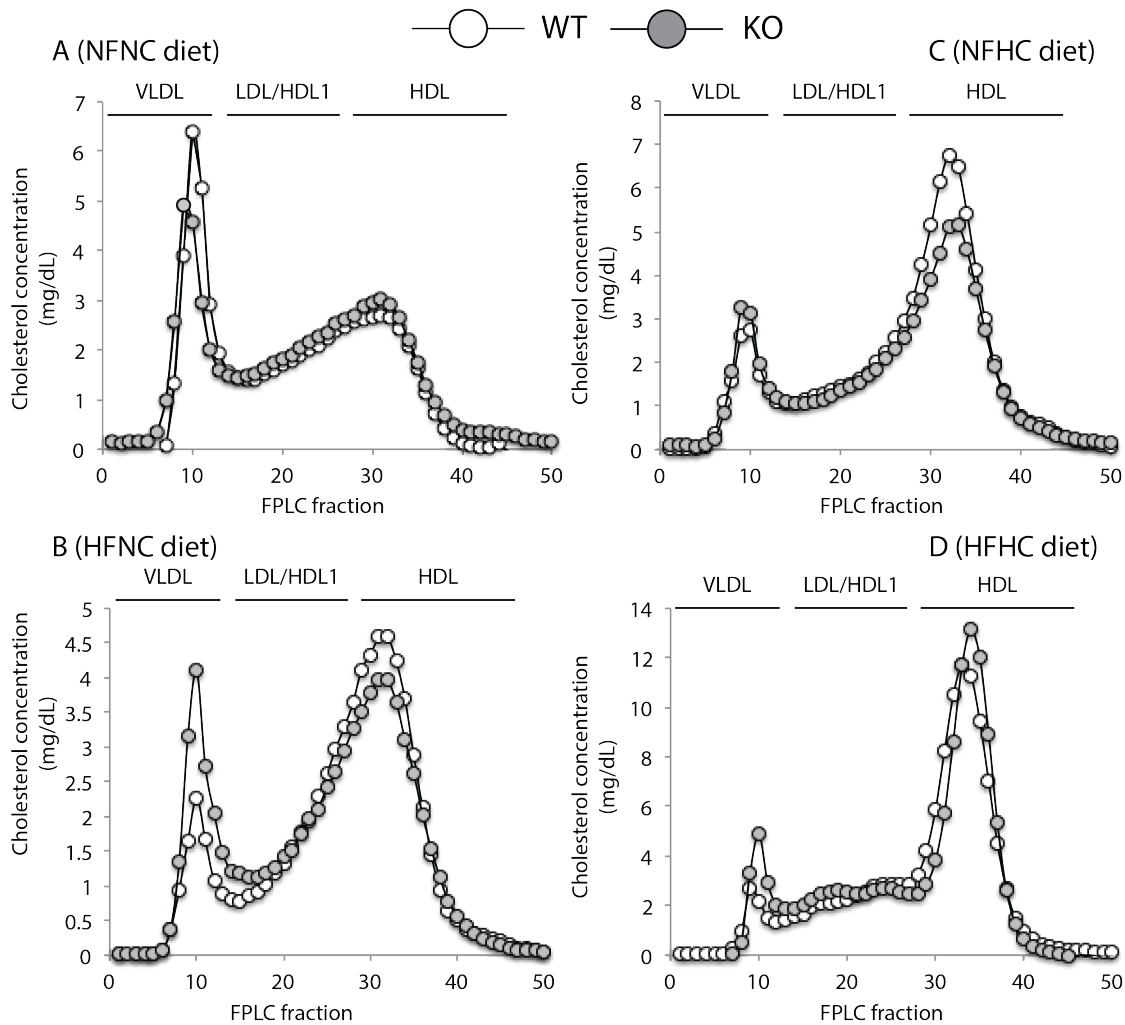 WT KO
A (NFNC diet)
VLDL LDL/HDL1 HDL
7
6
5
4
3
2
1
0
Cholesterol concentration
(mg/dL)
0 10 20 30 40 50
FPLC fraction
C (NFHC diet)
VLDL LDL/HDL1 HDL
8
7
6
5
4
3
2
1
0
Cholesterol concentration
(mg/dL)
0 10 20 30 40 50
FPLC fraction
B (HFNC diet)
VLDL LDL/HDL1 HDL
5
4.5
4
3.5
3
2.5
2
1.5
1
0.5
0
Cholesterol concentration
(mg/dL)
0 10 20 30 40 50
FPLC fraction
D (HFHC diet)
VLDL LDL/HDL1 HDL
14
12
10
8
6
4
2
0
Cholesterol concentration
(mg/dL)
0 10 20 30 40 50
FPLC fraction